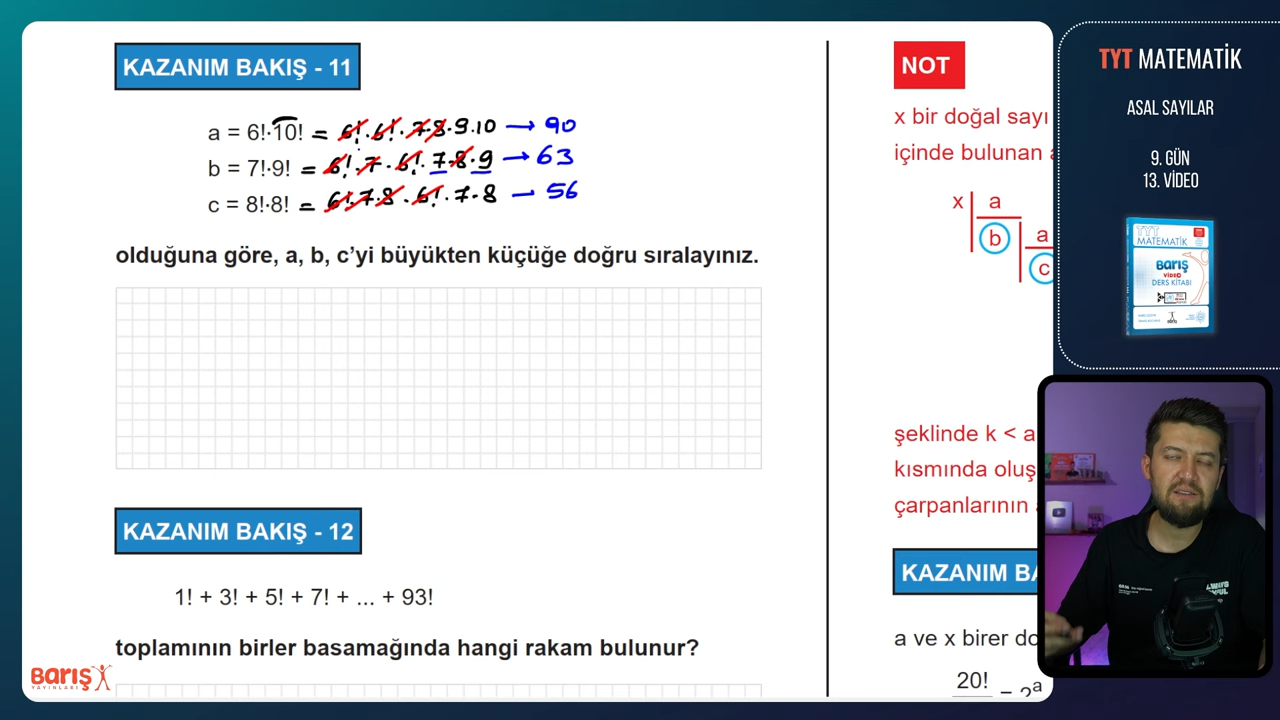 KAZANIM BAKIŞ - 11
a = 6!·10! = 6!·6!·7·8·9·10 → 90
b = 7!·9! = 6!·7·6!·7·8·9 → 63
c = 8!·8! = 6!·7·8·6!·7·8 → 56
olduğuna göre, a, b, c’yi büyükten küçüğe doğru sıralayınız.
KAZANIM BAKIŞ - 12
1! + 3! + 5! + 7! + ... + 93!
toplamının birler basamağında hangi rakam bulunur?
BARIŞ
YAYINLARI
NOT
x bir doğal sayı
içinde bulunan a
x a
b a
c
şeklinde k < a
kısmında oluş
çarpanlarının
KAZANIM BA
a ve x birer do
20!
= 2ᵃ
TYT MATEMATİK
ASAL SAYILAR
9. GÜN
13. VİDEO
TYT
MATEMATİK
BARIŞ
VİDEO
DERS KİTABI